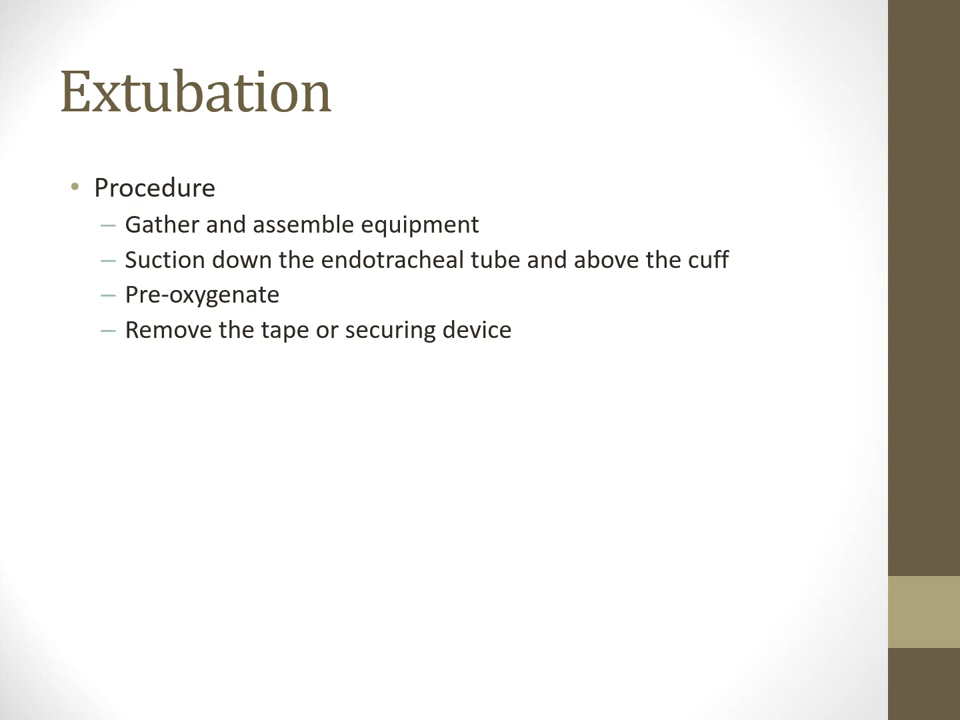 Extubation
• Procedure
– Gather and assemble equipment
– Suction down the endotracheal tube and above the cuff
– Pre-oxygenate
– Remove the tape or securing device